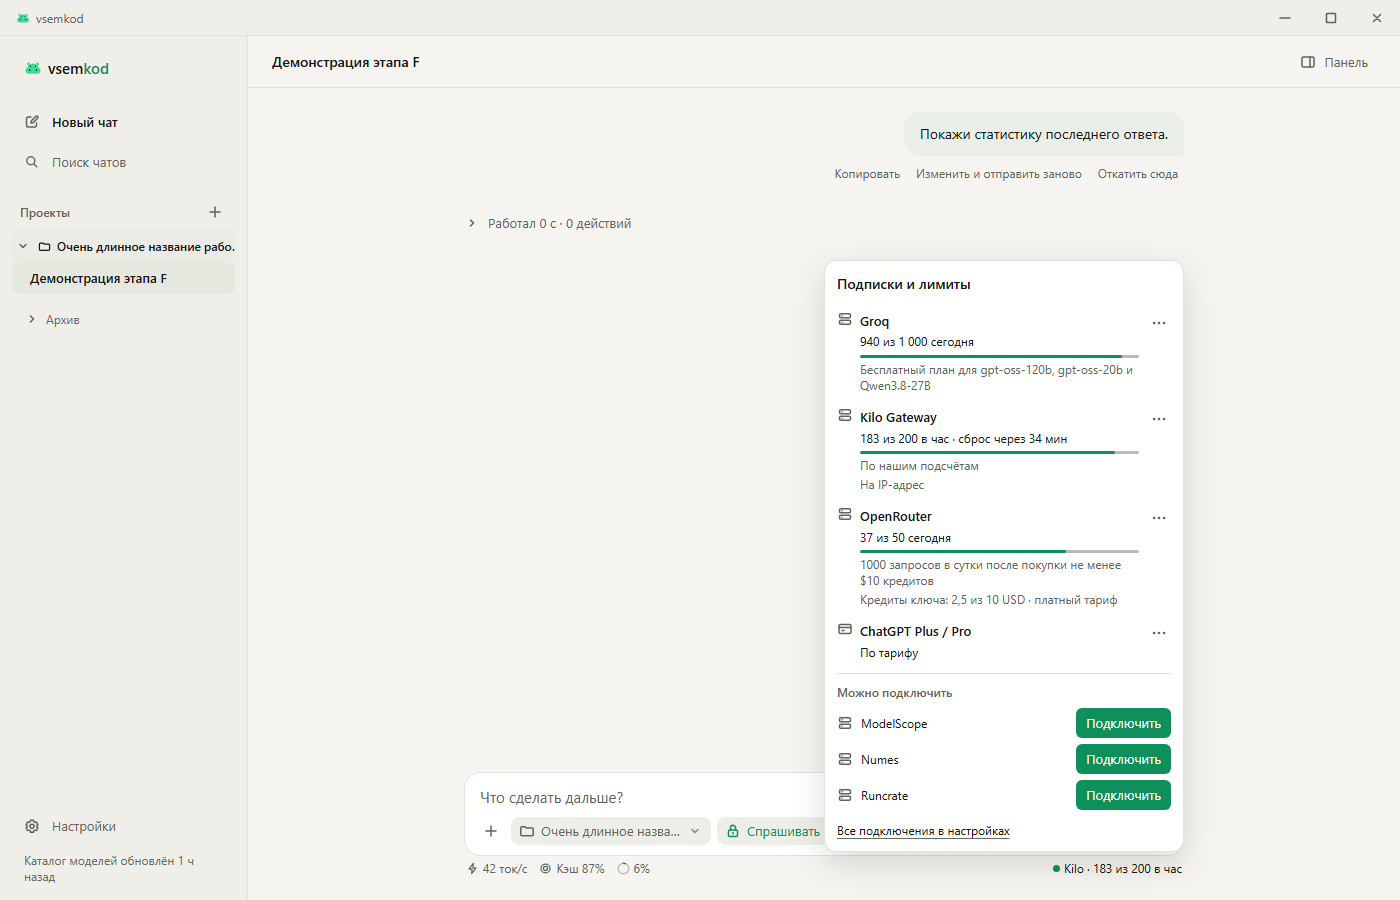 vsemkod
vsemkod
Новый чат
Поиск чатов
Проекты
Очень длинное название рабо.
Демонстрация этапа F
Архив
Настройки
Каталог моделей обновлён 1 ч
назад
Демонстрация этапа F
Панель
Покажи статистику последнего ответа.
Копировать Изменить и отправить заново Откатить сюда
Работал 0 с · 0 действий
Подписки и лимиты
Groq
940 из 1 000 сегодня
Бесплатный план для gpt-oss-120b, gpt-oss-20b и
Qwen3.8-27B
Kilo Gateway
183 из 200 в час · сброс через 34 мин
По нашим подсчётам
На IP-адрес
OpenRouter
37 из 50 сегодня
1000 запросов в сутки после покупки не менее
$10 кредитов
Кредиты ключа: 2,5 из 10 USD · платный тариф
ChatGPT Plus / Pro
По тарифу
Можно подключить
ModelScope Подключить
Numes Подключить
Runcrate Подключить
Все подключения в настройках
Что сделать дальше?
Очень длинное назва... Спрашивать
42 ток/с Кэш 87% 6%
Kilo · 183 из 200 в час